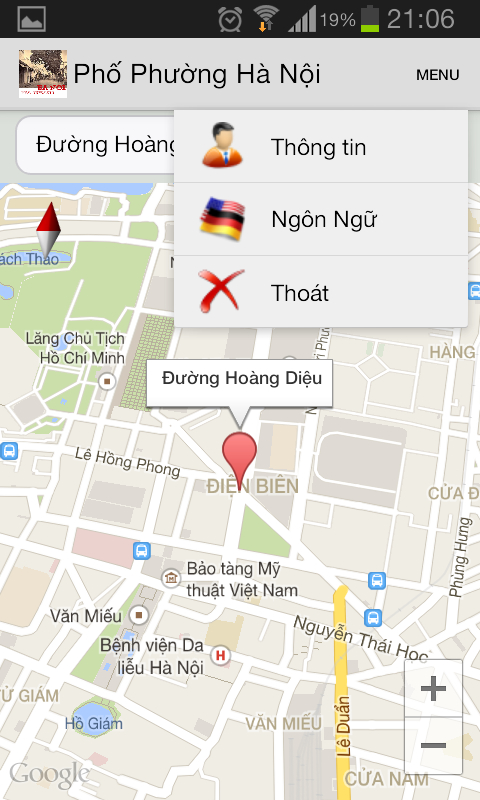 19%
21:06
Phố Phường Hà Nội
MENU
Đường Hoàng
Thông tin
Ngôn Ngữ
Thoát
ách Thảo
Lăng Chủ Tịch
Hồ Chí Minh
HÀNG
Đường Hoàng Diệu
Lê Hồng Phong
ĐIỆN BIÊN
CỬA Đ
Phùng Hưng
Bảo tàng Mỹ
thuật Việt Nam
Văn Miếu
Nguyễn Thái Học
Bệnh viện Da
liễu Hà Nội
H
GIÁM
Hồ Giám
VĂN MIẾU
Lê Duẩn
CỬA NAM
Google